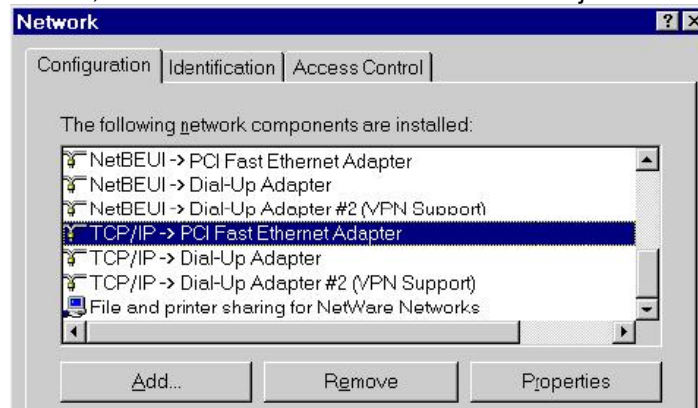 Network
Configuration Identification Access Control
The following network components are installed:
NetBEUI -> PCI Fast Ethernet Adapter
NetBEUI -> Dial-Up Adapter
NetBEUI -> Dial-Up Adapter #2 (VPN Support)
TCP/IP -> PCI Fast Ethernet Adapter
TCP/IP -> Dial-Up Adapter
TCP/IP -> Dial-Up Adapter #2 (VPN Support)
File and printer sharing for NetWare Networks
Add... Remove Properties